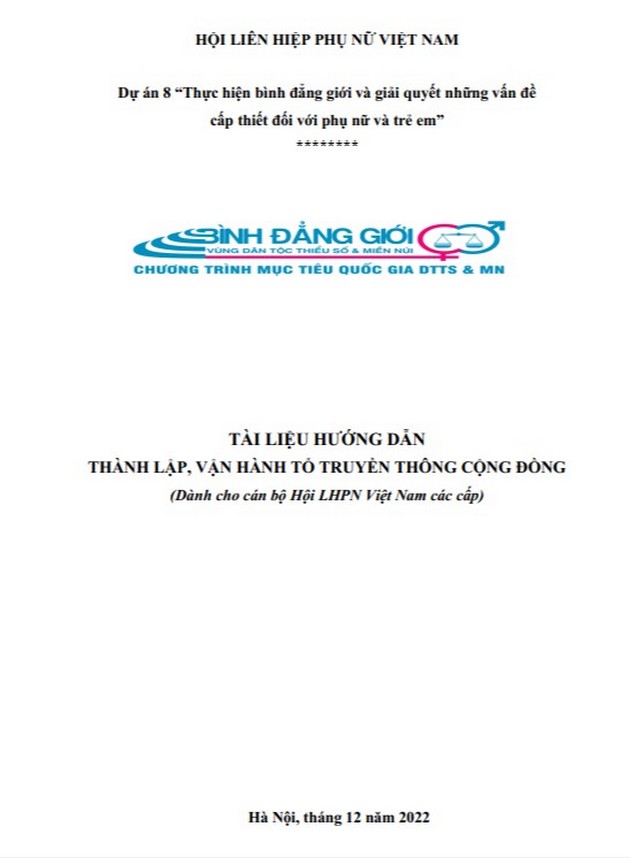 HỘI LIÊN HIỆP PHỤ NỮ VIỆT NAM
Dự án 8 “Thực hiện bình đẳng giới và giải quyết những vấn đề
cấp thiết đối với phụ nữ và trẻ em”
********
BÌNH ĐẲNG GIỚI
VÙNG DÂN TỘC THIỂU SỐ & MIỀN NÚI
CHƯƠNG TRÌNH MỤC TIÊU QUỐC GIA DTTS & MN
TÀI LIỆU HƯỚNG DẪN
THÀNH LẬP, VẬN HÀNH TỔ TRUYỀN THÔNG CỘNG ĐỒNG
(Dành cho cán bộ Hội LHPN Việt Nam các cấp)
Hà Nội, tháng 12 năm 2022